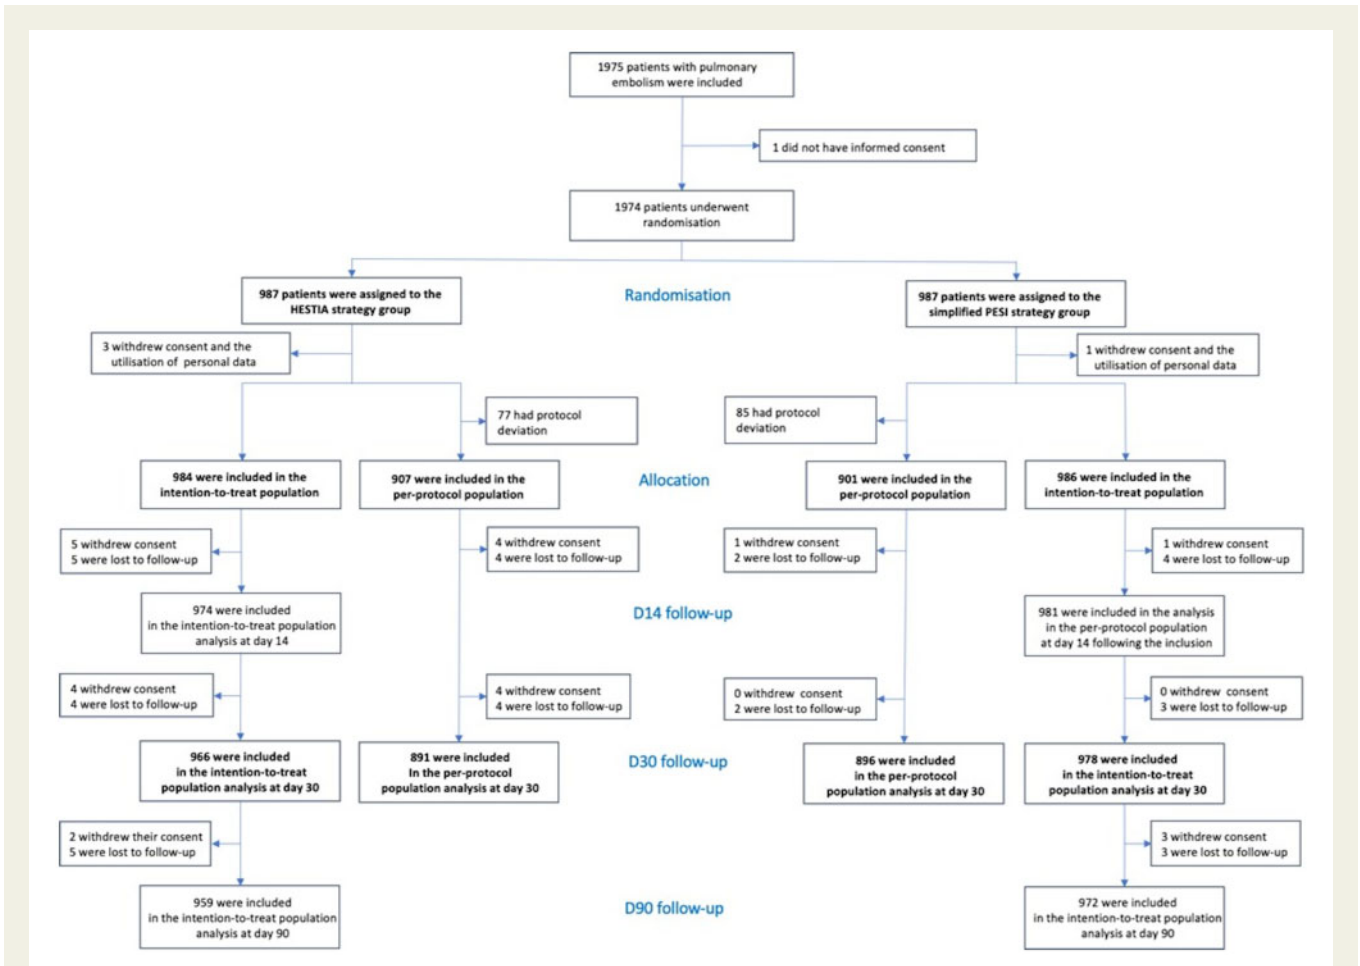 1975 patients with pulmonary
embolism were included
1 did not have informed consent
1974 patients underwent
randomisation
987 patients were assigned to the
HESTIA strategy group
Randomisation
987 patients were assigned to the
simplified PESI strategy group
3 withdrew consent and the
utilisation of personal data
1 withdrew consent and the
utilisation of personal data
77 had protocol
deviation
85 had protocol
deviation
984 were included in the
intention-to-treat population
907 were included in the
per-protocol population
Allocation
901 were included in the
per-protocol population
986 were included in the
intention-to-treat population
5 withdrew consent
5 were lost to follow-up
4 withdrew consent
4 were lost to follow-up
1 withdrew consent
2 were lost to follow-up
1 withdrew consent
4 were lost to follow-up
974 were included
in the intention-to-treat population
analysis at day 14
D14 follow-up
981 were included in the analysis
in the per-protocol population
at day 14 following the inclusion
4 withdrew consent
4 were lost to follow-up
4 withdrew consent
4 were lost to follow-up
0 withdrew consent
2 were lost to follow-up
0 withdrew consent
3 were lost to follow-up
966 were included
in the intention-to-treat
population analysis at day 30
891 were included
In the per-protocol
population analysis at day 30
D30 follow-up
896 were included
in the per-protocol
population analysis at day 30
978 were included
in the intention-to-treat
population analysis at day 30
2 withdrew their consent
5 were lost to follow-up
3 withdrew consent
3 were lost to follow-up
959 were included
in the intention-to-treat population
analysis at day 90
D90 follow-up
972 were included
in the intention-to-treat population
analysis at day 90